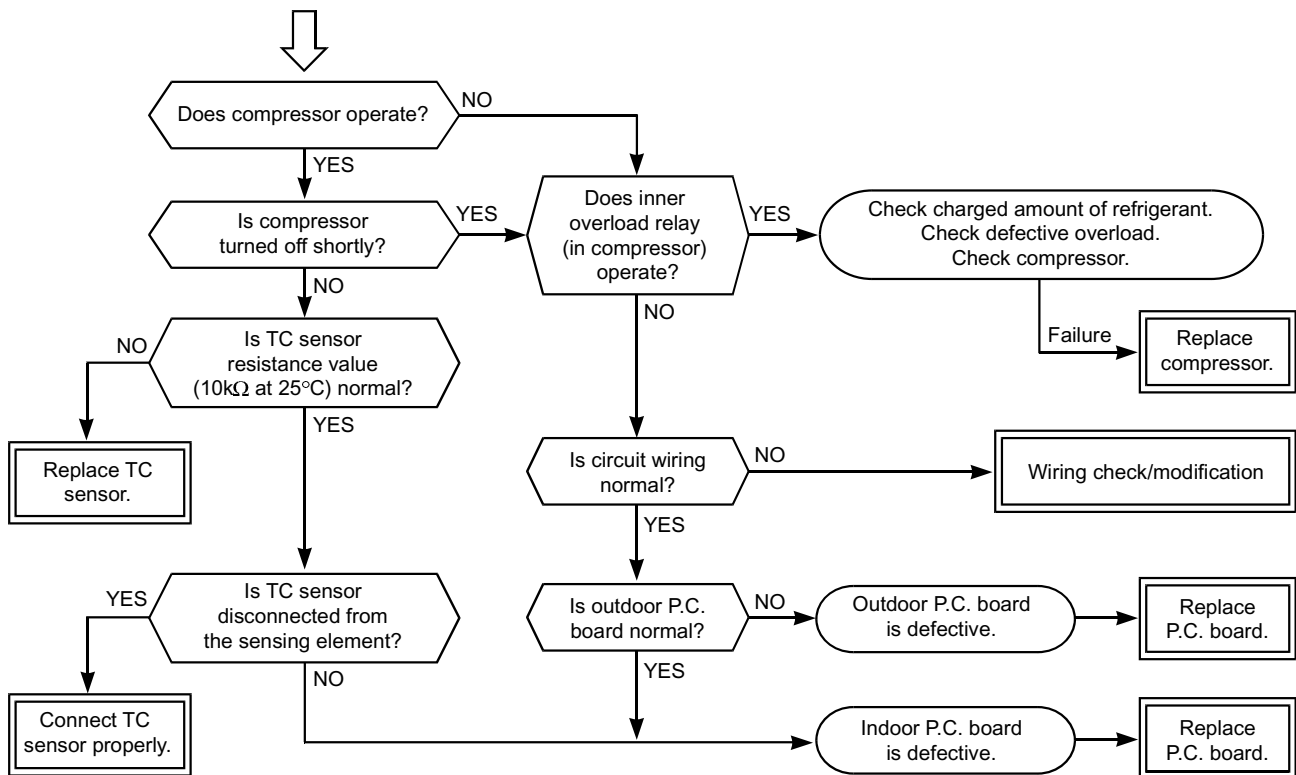 Does compressor operate?
NO
YES
Is compressor
turned off shortly?
YES
Does inner
overload relay
(in compressor)
operate?
YES
Check charged amount of refrigerant.
Check defective overload.
Check compressor.
NO
NO
Failure
Replace
compressor.
Is TC sensor
resistance value
(10kΩ at 25°C) normal?
NO
YES
Replace TC
sensor.
Is circuit wiring
normal?
NO
Wiring check/modification
YES
Is TC sensor
disconnected from
the sensing element?
YES
NO
Connect TC
sensor properly.
Is outdoor P.C.
board normal?
NO
Outdoor P.C. board
is defective.
Replace
P.C. board.
YES
Indoor P.C. board
is defective.
Replace
P.C. board.